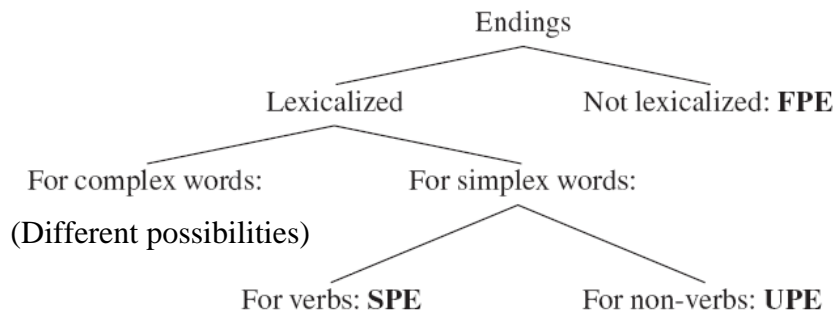 Endings
Lexicalized Not lexicalized: FPE
For complex words: For simplex words:
(Different possibilities)
For verbs: SPE For non-verbs: UPE